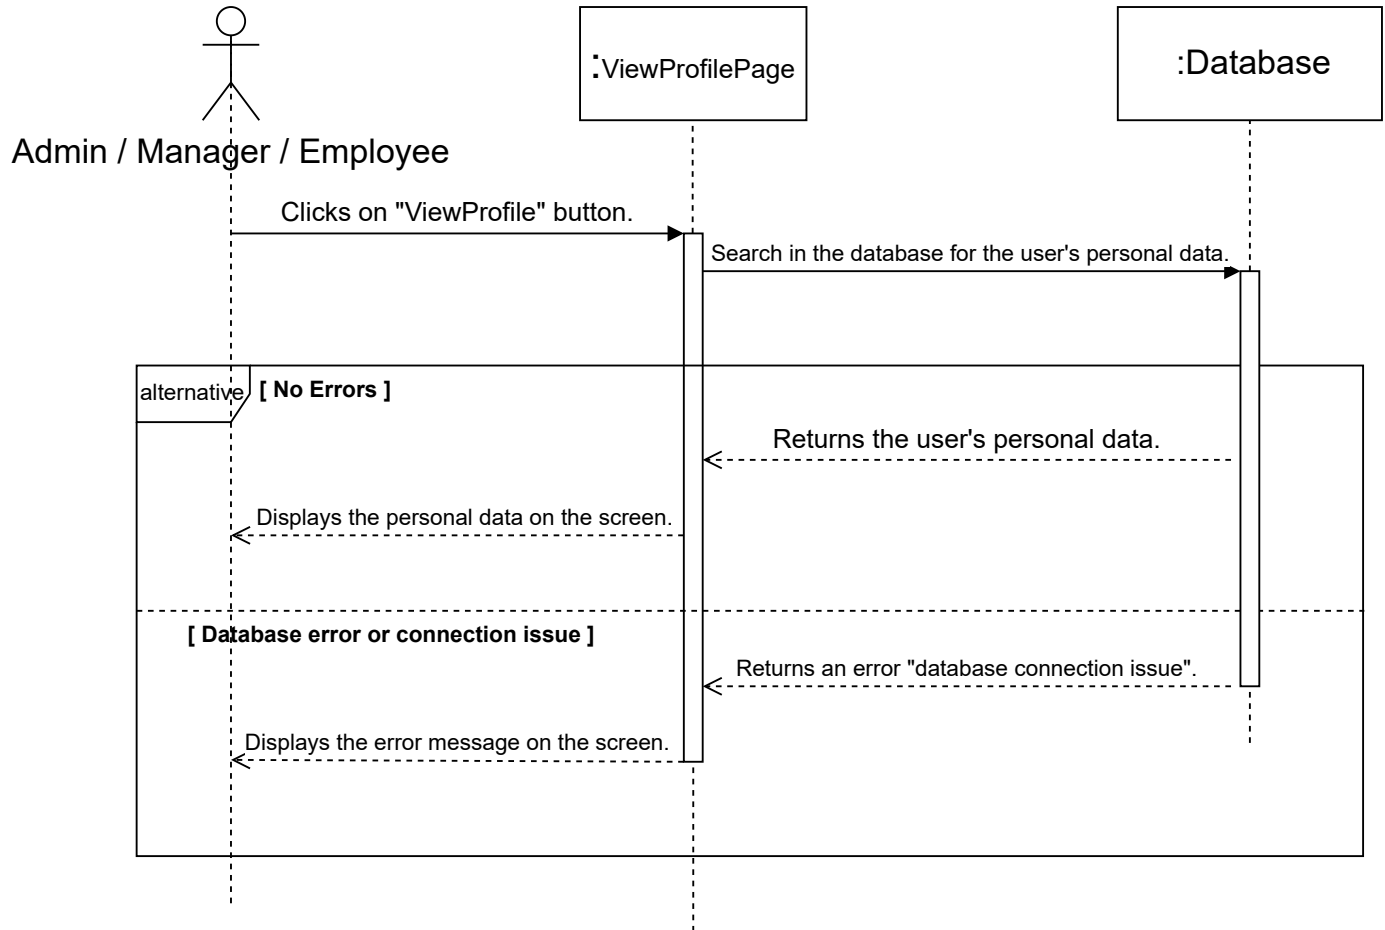 :ViewProfilePage
:Database
Admin / Manager / Employee
Clicks on "ViewProfile" button.
Search in the database for the user's personal data.
alternative
[ No Errors ]
Returns the user's personal data.
Displays the personal data on the screen.
[ Database error or connection issue ]
Returns an error "database connection issue".
Displays the error message on the screen.